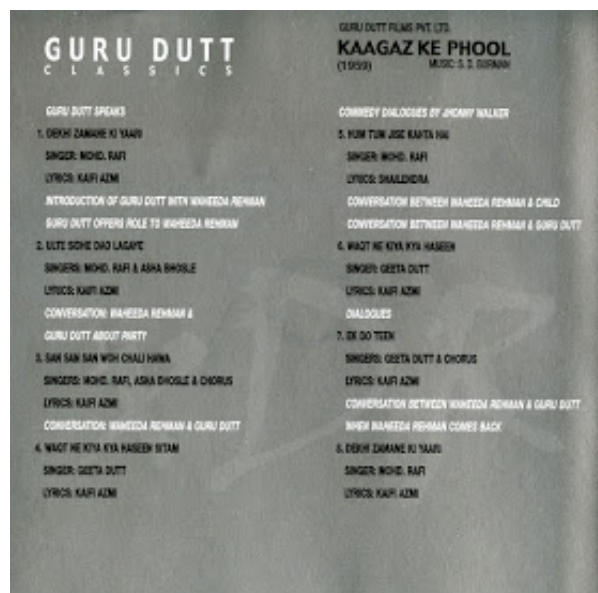 GURU DUTT
CLASSICS
GURU DUTT SPEAKS
1. DEKHI ZAMANE KI YAARI
SINGER: MOHD. RAFI
LYRICS: KAIFI AZMI
INTRODUCTION OF GURU DUTT WITH WAHEEDA REHMAN
GURU DUTT OFFERS ROLE TO WAHEEDA REHMAN
2. ULTE SIDHE DAO LAGAYE
SINGERS: MOHD. RAFI & ASHA BHOSLE
LYRICS: KAIFI AZMI
CONVERSATION: WAHEEDA REHMAN &
GURU DUTT ABOUT PARTY
3. SAN SAN SAN WOH CHALI HAWA
SINGERS: MOHD. RAFI, ASHA BHOSLE & CHORUS
LYRICS: KAIFI AZMI
CONVERSATION: WAHEEDA REHMAN & GURU DUTT
4. WAQT NE KIYA KYA HASEEN SITAM
SINGER: GEETA DUTT
LYRICS: KAIFI AZMI
GURU DUTT FILMS PVT. LTD.
KAAGAZ KE PHOOL
(1959) MUSIC: S. D. BURMAN
COMMEDY DIALOGUES BY JHONNY WALKER
5. HUM TUM JISE KAHTA HAI
SINGER: MOHD. RAFI
LYRICS: SHAILENDRA
CONVERSATION BETWEEN WAHEEDA REHMAN & CHILD
CONVERSATION BETWEEN WAHEEDA REHMAN & GURU DUTT
6. WAQT NE KIYA KYA HASEEN
SINGER: GEETA DUTT
LYRICS: KAIFI AZMI
DIALOGUES
7. EK DO TEEN
SINGERS: GEETA DUTT & CHORUS
LYRICS: KAIFI AZMI
CONVERSATION BETWEEN WAHEEDA REHMAN & GURU DUTT
WHEN WAHEEDA REHMAN COMES BACK
8. DEKHI ZAMANE KI YAARI
SINGER: MOHD. RAFI
LYRICS: KAIFI AZMI